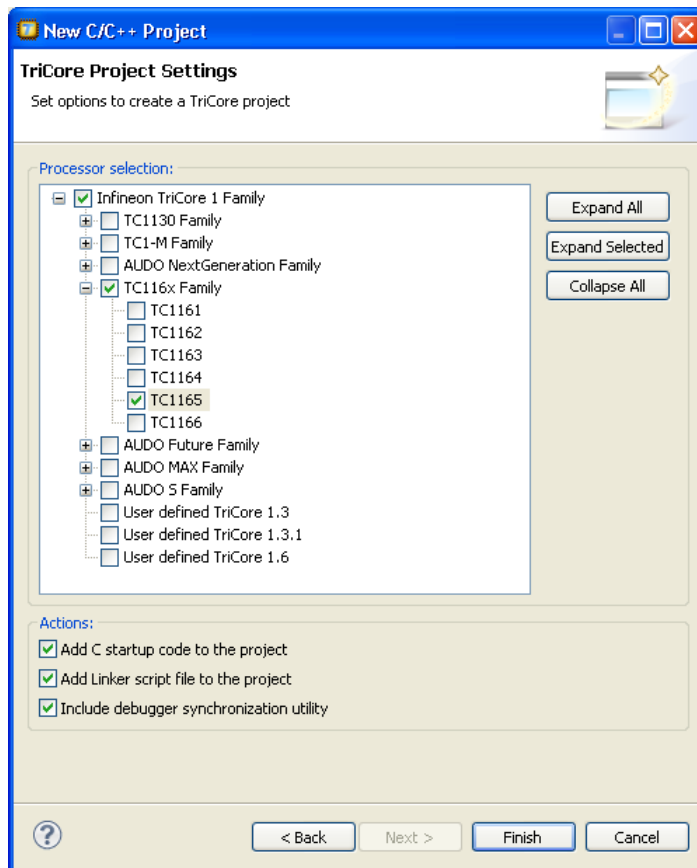 New C/C++ Project
TriCore Project Settings
Set options to create a TriCore project
Processor selection:
Infineon TriCore 1 Family
TC1130 Family
TC1-M Family
AUDO NextGeneration Family
TC116x Family
TC1161
TC1162
TC1163
TC1164
TC1165
TC1166
AUDO Future Family
AUDO MAX Family
AUDO S Family
User defined TriCore 1.3
User defined TriCore 1.3.1
User defined TriCore 1.6
Expand All
Expand Selected
Collapse All
Actions:
Add C startup code to the project
Add Linker script file to the project
Include debugger synchronization utility
? < Back Next > Finish Cancel